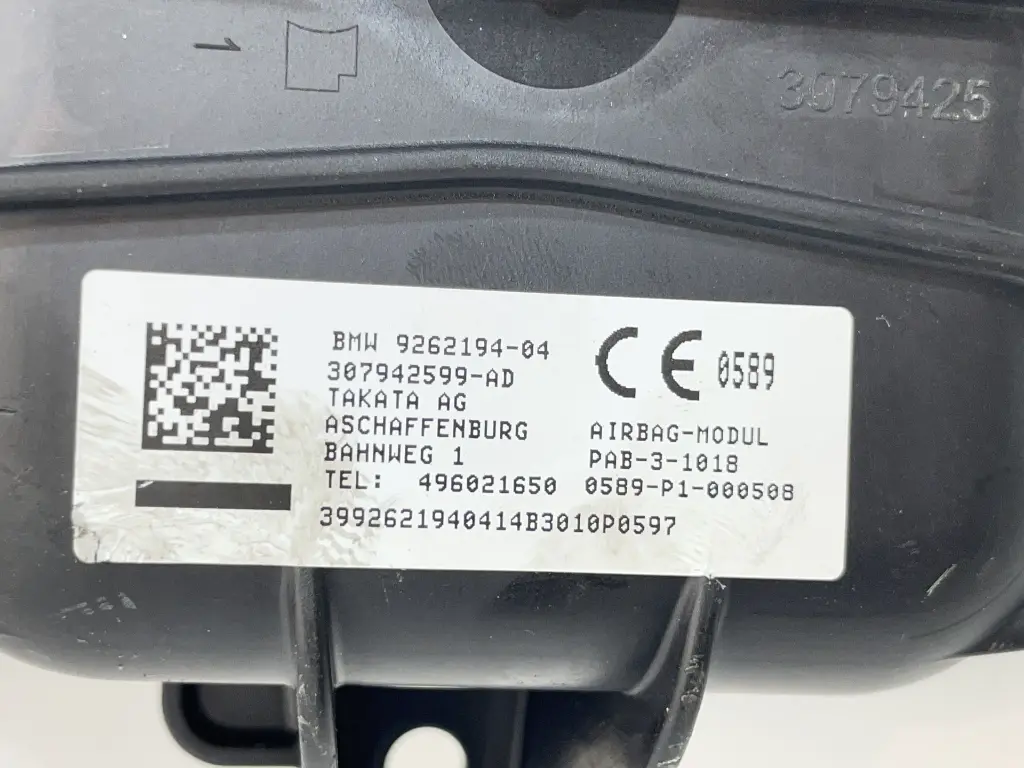 1
3079425
BMW 9262194-04
307942599-AD
TAKATA AG
ASCHAFFENBURG
BAHNWEG 1
TEL: 496021650
CE 0589
AIRBAG-MODUL
PAB-3-1018
0589-P1-000508
3992621940414B3010P0597